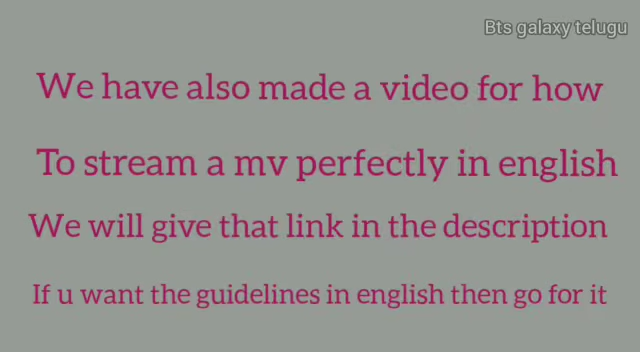 Bts galaxy telugu
We have also made a video for how
To stream a mv perfectly in english
We will give that link in the description
If u want the guidelines in english then go for it